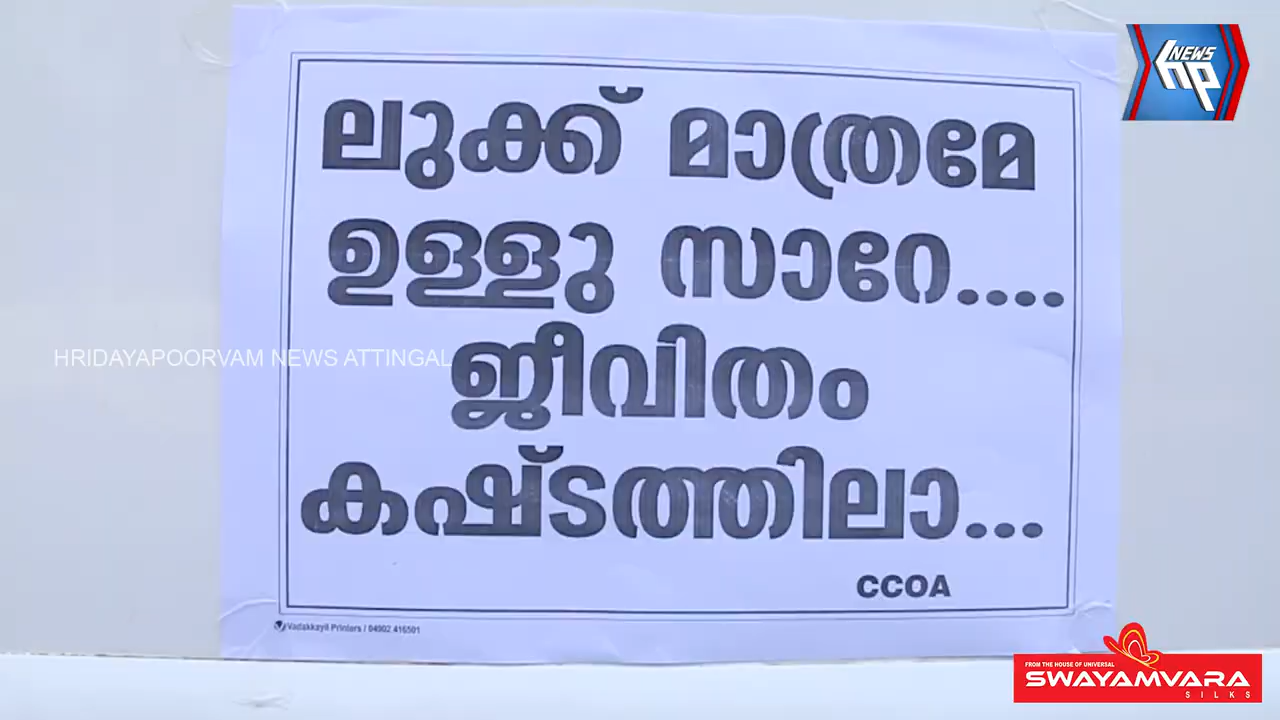 NEWS
hp
ലുക്ക് മാത്രമേ
ഉള്ളൂ സാറേ....
HRIDAYAPOORVAM NEWS ATTINGAL
ജീവിതം
കഷ്ടത്തിലാ...
CCOA
Vadakkayil Printers / 04902 416501
FROM THE HOUSE OF UNIVERSAL
SWAYAMVARA
SILKS